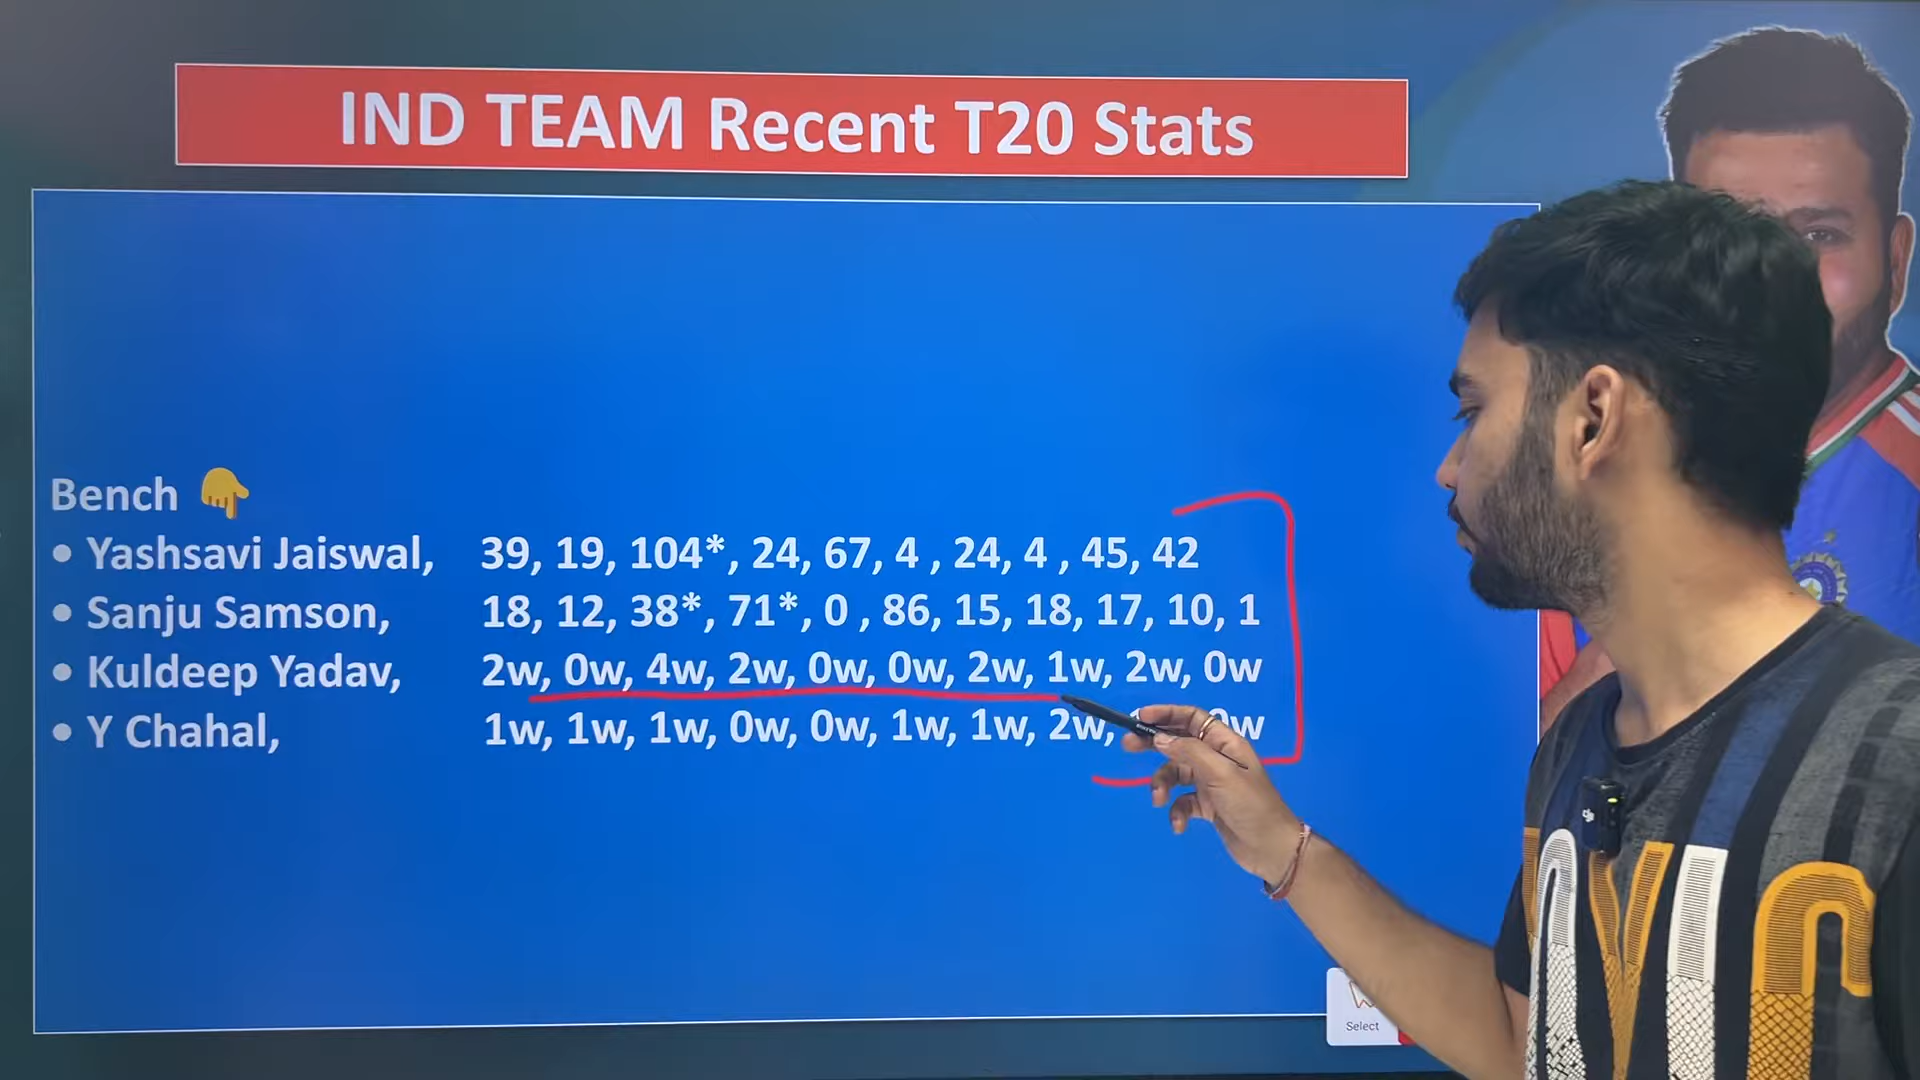 IND TEAM Recent T20 Stats
Bench
• Yashsavi Jaiswal, 39, 19, 104*, 24, 67, 4 , 24, 4 , 45, 42
• Sanju Samson, 18, 12, 38*, 71*, 0 , 86, 15, 18, 17, 10, 1
• Kuldeep Yadav, 2w, 0w, 4w, 2w, 0w, 0w, 2w, 1w, 2w, 0w
• Y Chahal, 1w, 1w, 1w, 0w, 0w, 1w, 1w, 2w, 0w
Select
dji